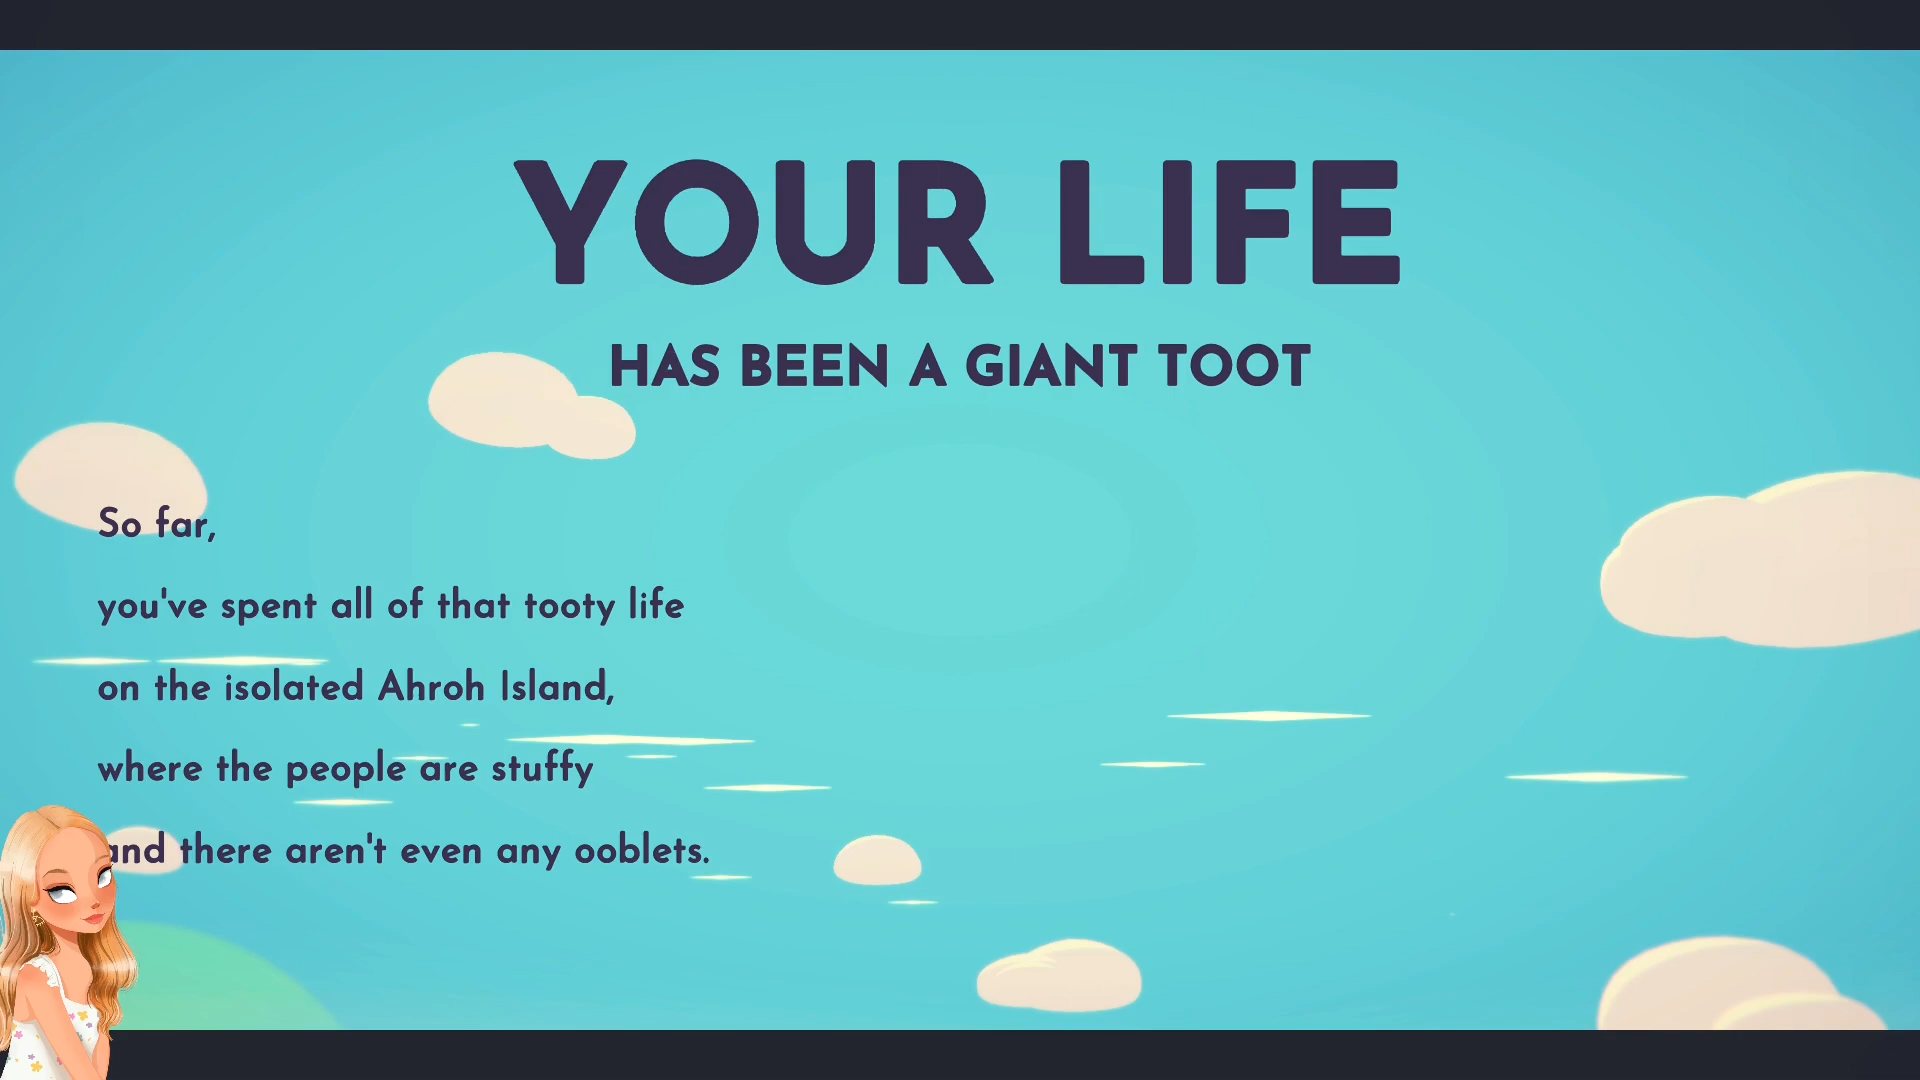 YOUR LIFE
HAS BEEN A GIANT TOOT
So far,
you've spent all of that tooty life
on the isolated Ahroh Island,
where the people are stuffy
and there aren't even any ooblets.